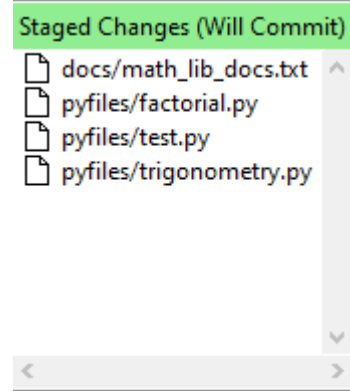 Staged Changes (Will Commit)
docs/math_lib_docs.txt
pyfiles/factorial.py
pyfiles/test.py
pyfiles/trigonometry.py